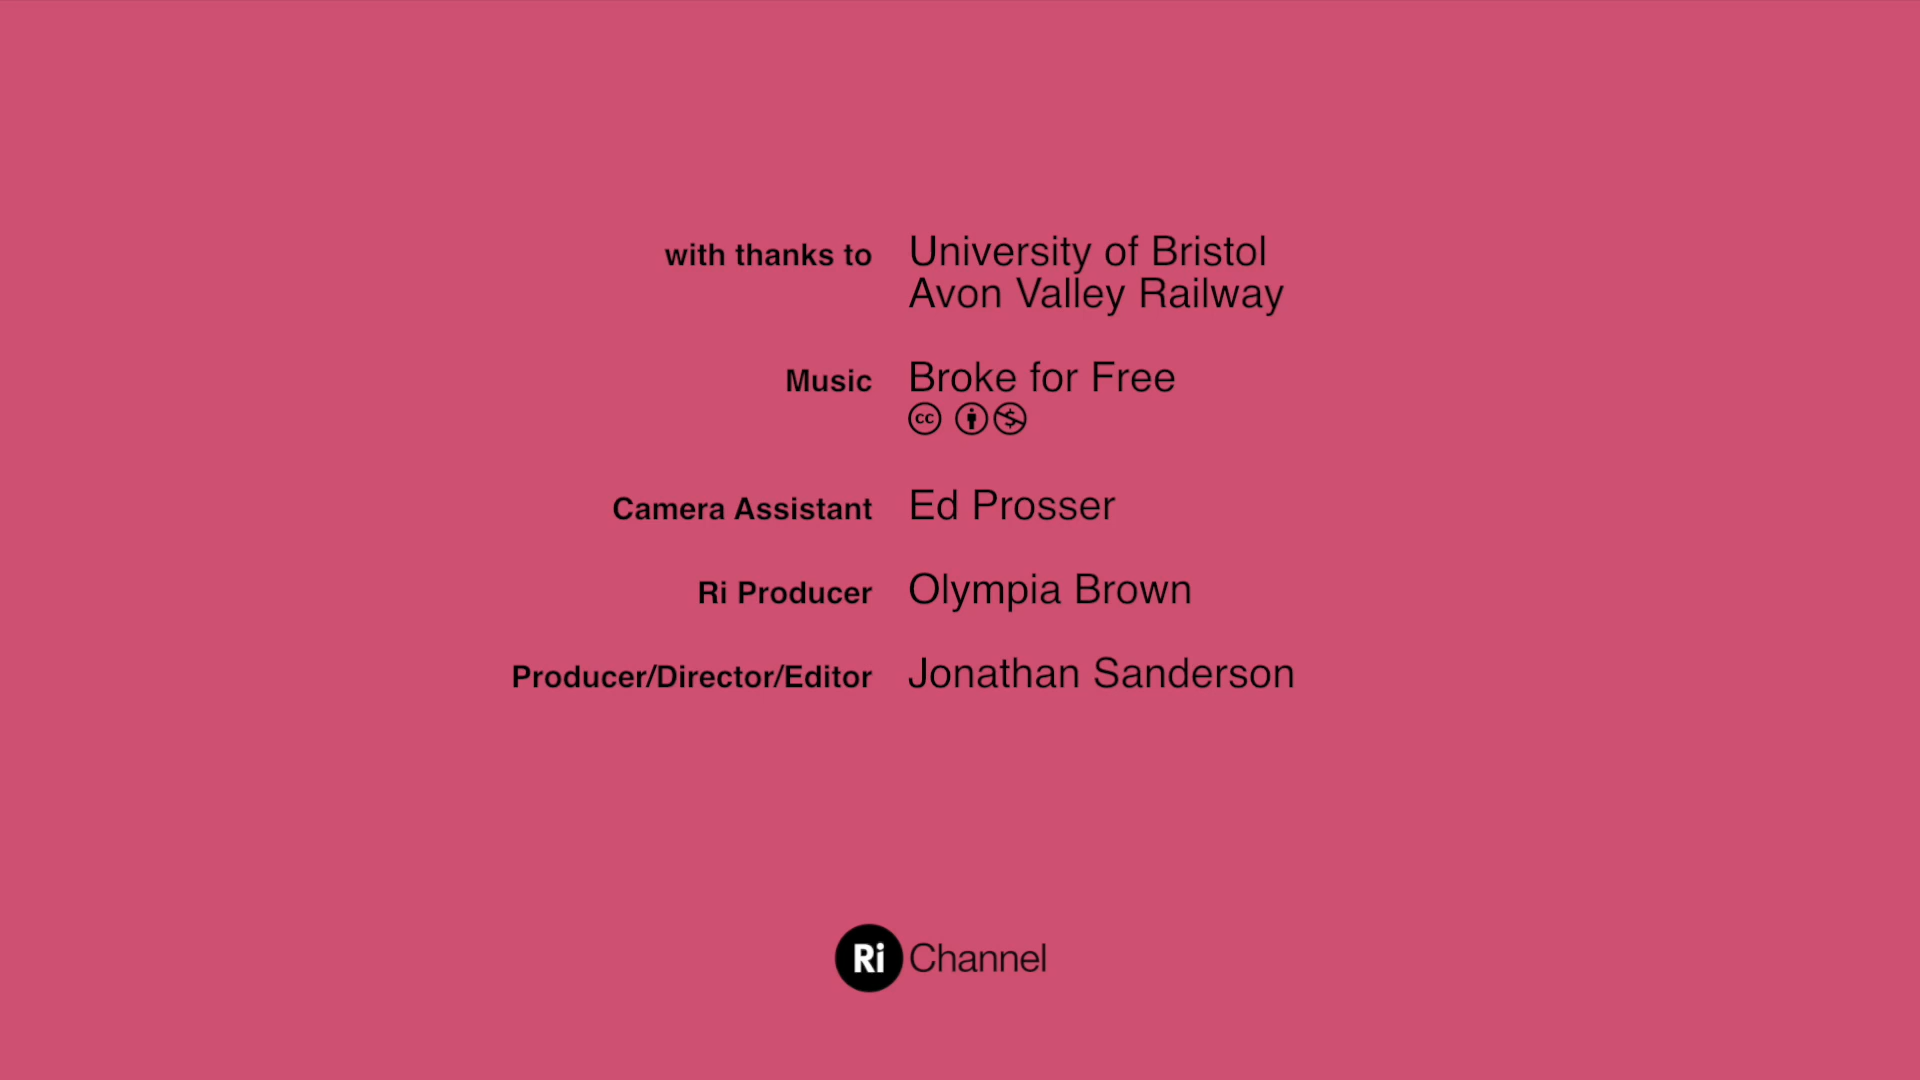 with thanks to University of Bristol
Avon Valley Railway
Music Broke for Free
cc
Camera Assistant Ed Prosser
Ri Producer Olympia Brown
Producer/Director/Editor Jonathan Sanderson
Ri Channel